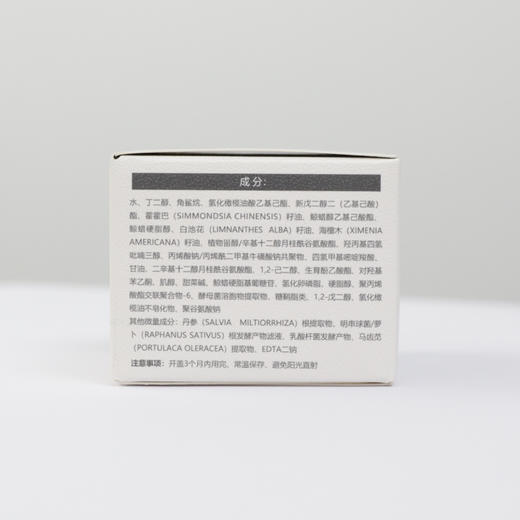 成分:
水、丁二醇、角鲨烷、氢化橄榄油酸乙基己酯、新戊二醇二（乙基己酸）
酯、霍霍巴（SIMMONDSIA CHINENSIS）籽油、鲸蜡醇乙基己酸酯、
鲸蜡硬脂醇、白池花（LIMNANTHES ALBA）籽油、海檀木（XIMENIA
AMERICANA）籽油、植物甾醇/辛基十二醇月桂酰谷氨酸酯、羟丙基四氢
吡喃三醇、丙烯酸钠/丙烯酰二甲基牛磺酸钠共聚物、四氢甲基嘧啶羧酸、
甘油、二辛基十二醇月桂酰谷氨酸酯、1,2-己二醇、生育酚乙酸酯、对羟基
苯乙酮、肌醇、甜菜碱、鲸蜡硬脂基葡糖苷、氢化卵磷脂、硬脂醇、聚丙烯
酸酯交联聚合物-6、酵母菌溶胞物提取物、糖鞘脂类、1,2-戊二醇、氢化橄
榄油不皂化物、聚谷氨酸钠
其他微量成分：丹参（SALVIA MILTIORRHIZA）根提取物、明串球菌/萝
卜（RAPHANUS SATIVUS）根发酵产物滤液、乳酸杆菌发酵产物、马齿苋
（PORTULACA OLERACEA）提取物、EDTA二钠
注意事项：开盖3个月内用完、常温保存、避免阳光直射